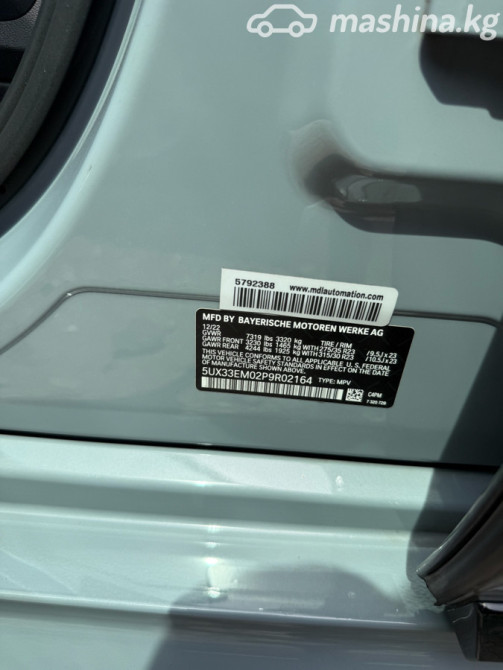 mashina.kg
5792388 www.mdiautomation.com
MFD BY BAYERISCHE MOTOREN WERKE AG
12/22
GVWR 7319 lbs 3320 kg TIRE / RIM
GAWR FRONT 3230 lbs 1465 kg WITH 275/35 R23 / 9.5J x 23
GAWR REAR 4244 lbs 1925 kg WITH 315/30 R23 / 10.5J x 23
THIS VEHICLE CONFORMS TO ALL APPLICABLE U. S. FEDERAL
MOTOR VEHICLE SAFETY STANDARDS IN EFFECT ON THE DATE
OF MANUFACTURE SHOWN ABOVE.
5UX33EM02P9R02164 TYPE: MPV
C4PM